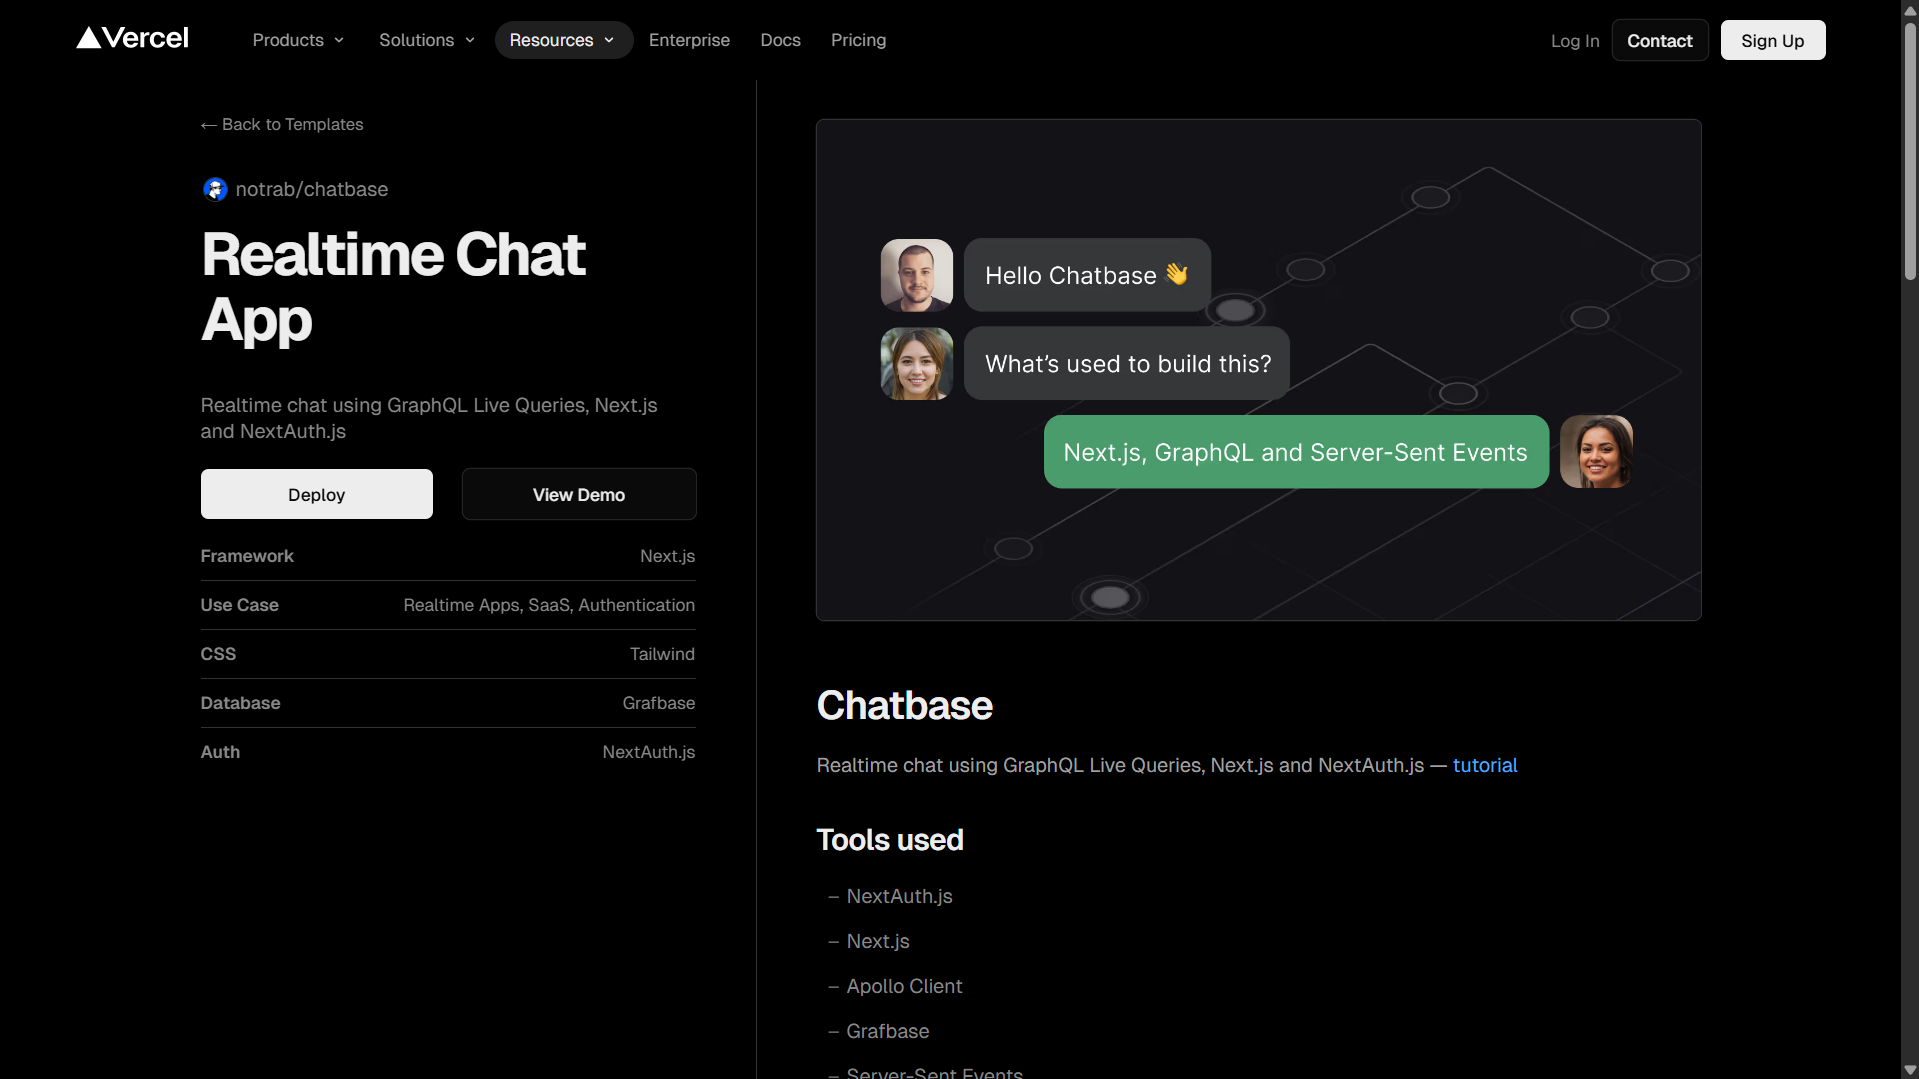 Vercel
Products
Solutions
Resources
Enterprise
Docs
Pricing
Log In
Contact
Sign Up
← Back to Templates
notrab/chatbase
Realtime Chat
App
Realtime chat using GraphQL Live Queries, Next.js
and NextAuth.js
Deploy
View Demo
Framework Next.js
Use Case Realtime Apps, SaaS, Authentication
CSS Tailwind
Database Grafbase
Auth NextAuth.js
Hello Chatbase 👋
What’s used to build this?
Next.js, GraphQL and Server-Sent Events
Chatbase
Realtime chat using GraphQL Live Queries, Next.js and NextAuth.js — tutorial
Tools used
– NextAuth.js
– Next.js
– Apollo Client
– Grafbase
– Server-Sent Events